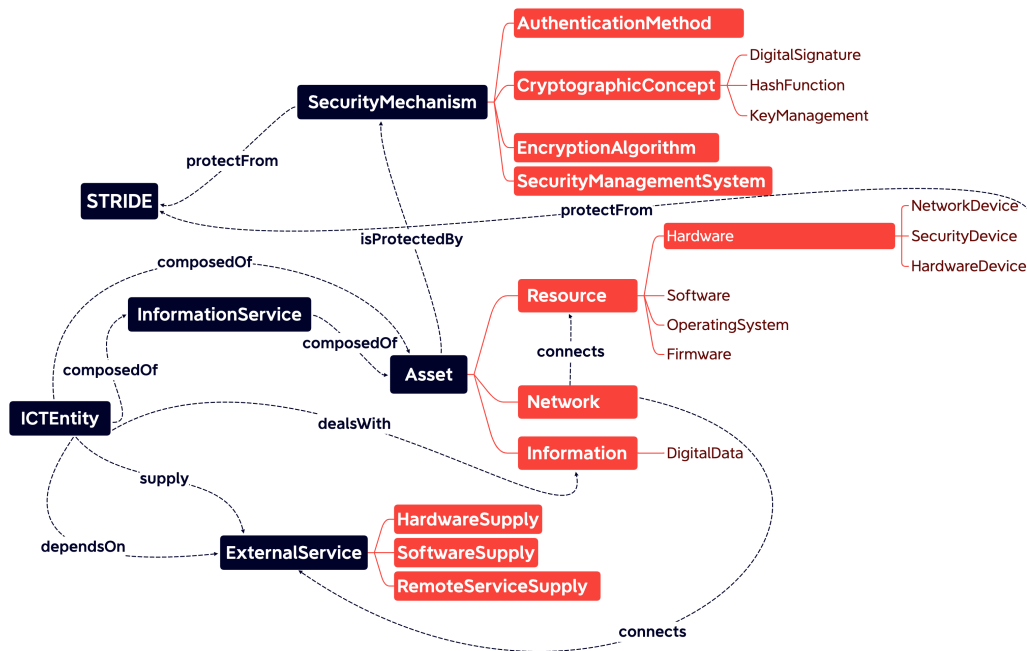 AuthenticationMethod
DigitalSignature
CryptographicConcept
HashFunction
SecurityMechanism
KeyManagement
EncryptionAlgorithm
protectFrom
SecurityManagementSystem
STRIDE
protectFrom
NetworkDevice
isProtectedBy
Hardware
SecurityDevice
composedOf
HardwareDevice
Resource
Software
InformationService
OperatingSystem
composedOf
connects
Firmware
composedOf
Asset
Network
ICTEntity
dealsWith
Information
DigitalData
supply
HardwareSupply
dependsOn
ExternalService
SoftwareSupply
RemoteServiceSupply
connects